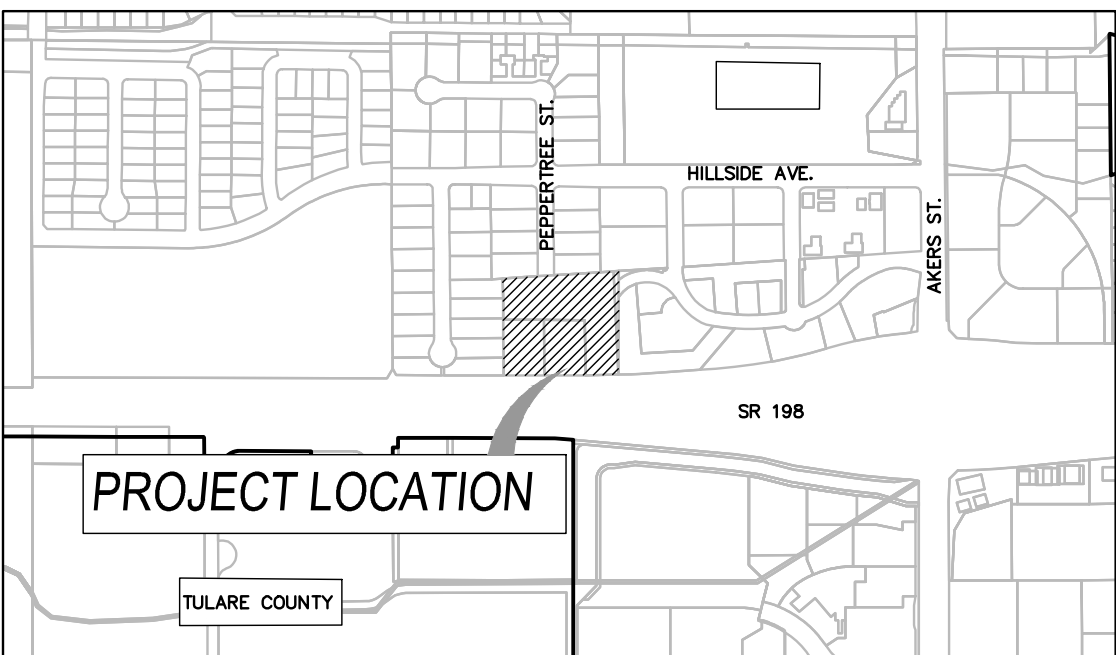 PEPPERTREE ST.
HILLSIDE AVE.
AKERS ST.
SR 198
PROJECT LOCATION
TULARE COUNTY